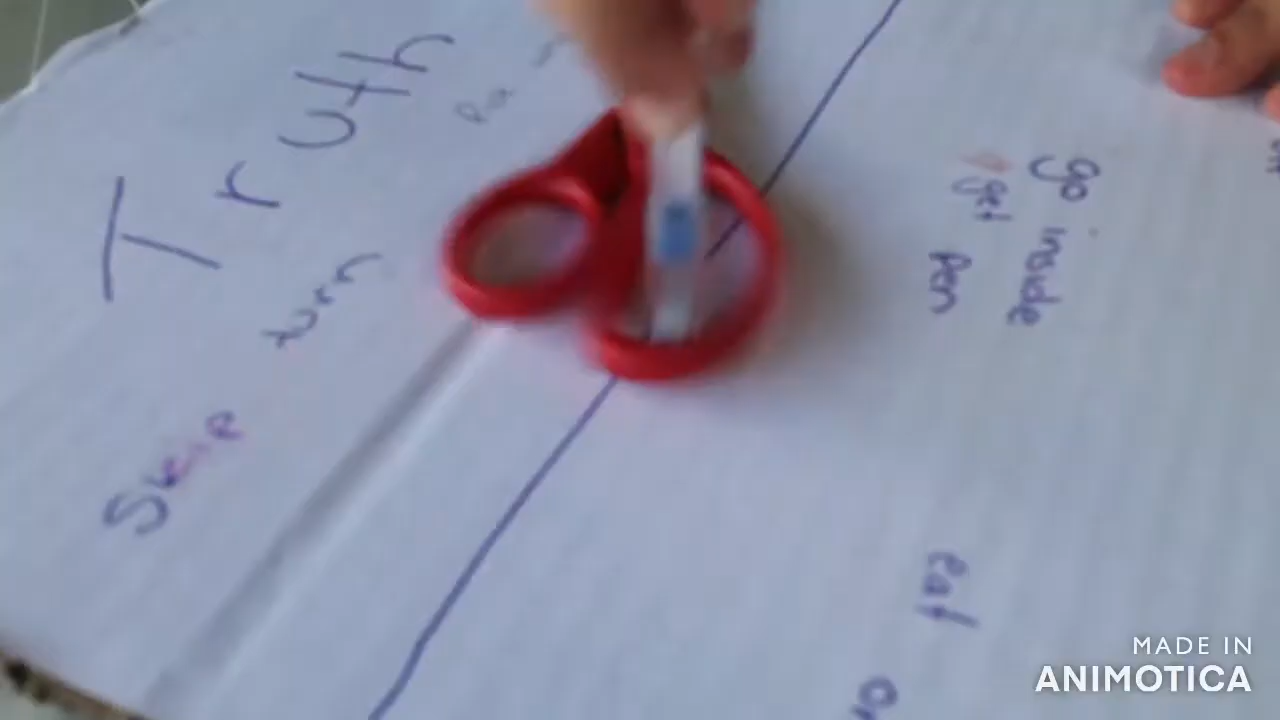 Truth
Skip turn
go inside
get pen
eat
MADE IN
ANIMOTICA